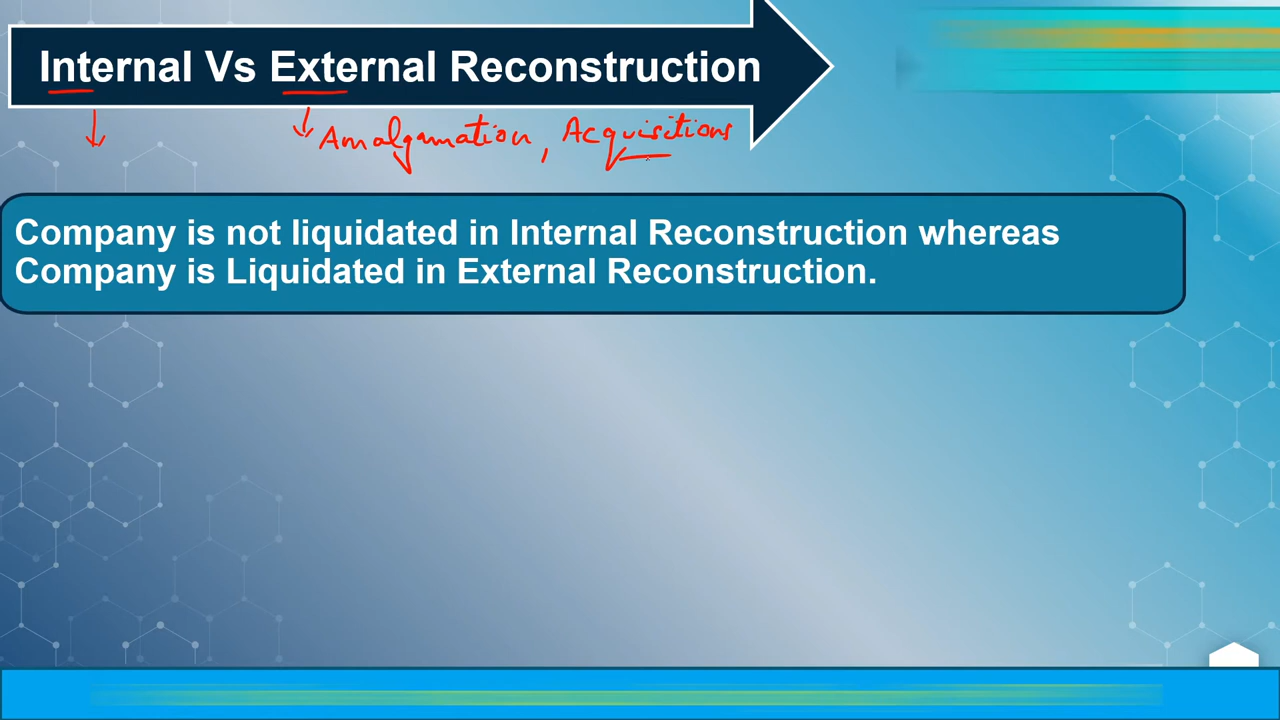 Internal Vs External Reconstruction
Amalgamation, Acquisitions
Company is not liquidated in Internal Reconstruction whereas
Company is Liquidated in External Reconstruction.